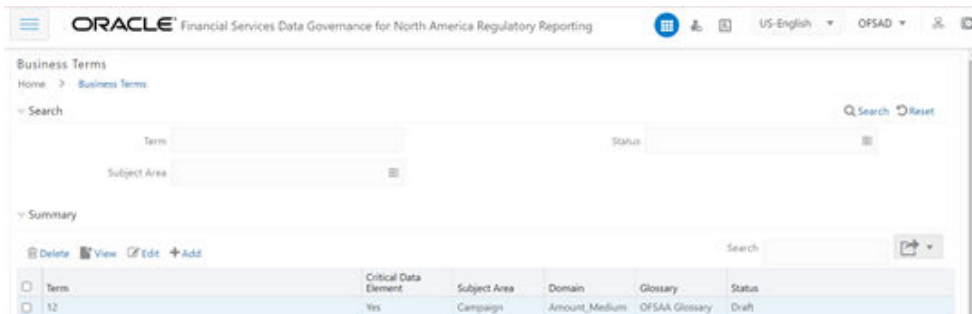 ORACLE Financial Services Data Governance for North America Regulatory Reporting US-English OFSAD
Business Terms
Home > Business Terms
Search Search Reset
Term Status
Subject Area
Summary
Delete View Edit Add Search
Term Critical Data Element Subject Area Domain Glossary Status
12 Yes Campaign Amount_Medium OFSAA Glossary Draft